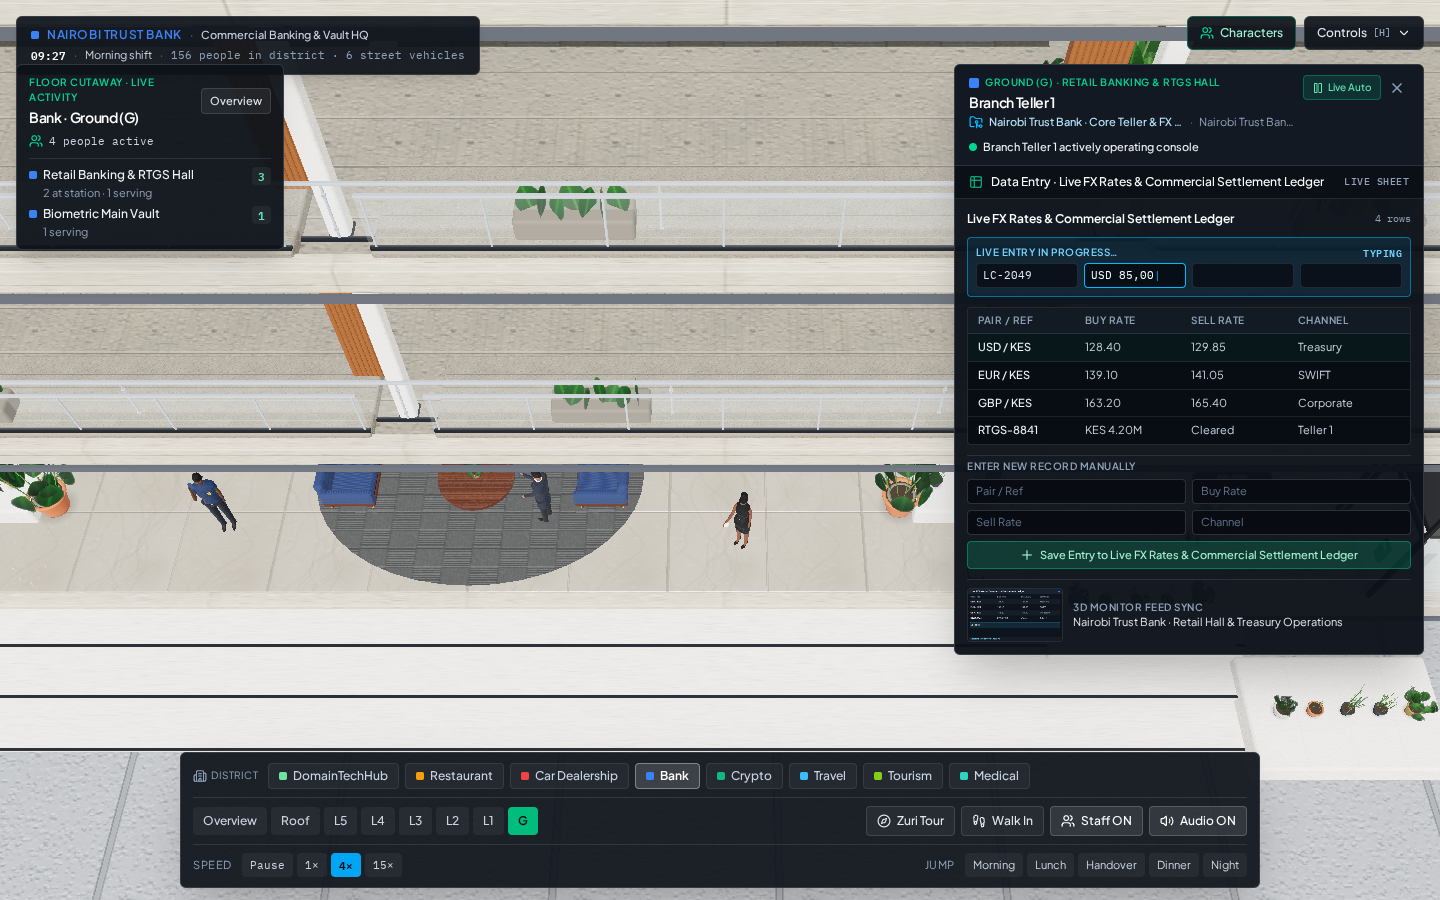 NAIROBI TRUST BANK · Commercial Banking & Vault HQ
09:27 · Morning shift · 156 people in district · 6 street vehicles
FLOOR CUTAWAY · LIVE ACTIVITY
Overview
Bank · Ground (G)
4 people active
Retail Banking & RTGS Hall 3
2 at station · 1 serving
Biometric Main Vault 1
1 serving
Characters
Controls [H]
GROUND (G) · RETAIL BANKING & RTGS HALL
Live Auto
Branch Teller 1
Nairobi Trust Bank · Core Teller & FX … · Nairobi Trust Ban…
Branch Teller 1 actively operating console
Data Entry · Live FX Rates & Commercial Settlement Ledger LIVE SHEET
Live FX Rates & Commercial Settlement Ledger 4 rows
LIVE ENTRY IN PROGRESS… TYPING
LC-2049 USD 85,00
PAIR / REF BUY RATE SELL RATE CHANNEL
USD / KES 128.40 129.85 Treasury
EUR / KES 139.10 141.05 SWIFT
GBP / KES 163.20 165.40 Corporate
RTGS-8841 KES 4.20M Cleared Teller 1
ENTER NEW RECORD MANUALLY
Pair / Ref Buy Rate
Sell Rate Channel
Save Entry to Live FX Rates & Commercial Settlement Ledger
3D MONITOR FEED SYNC
Nairobi Trust Bank · Retail Hall & Treasury Operations
DISTRICT DomainTechHub Restaurant Car Dealership Bank Crypto Travel Tourism Medical
Overview Roof L5 L4 L3 L2 L1 G Zuri Tour Walk In Staff ON Audio ON
SPEED Pause 1× 4× 15× JUMP Morning Lunch Handover Dinner Night